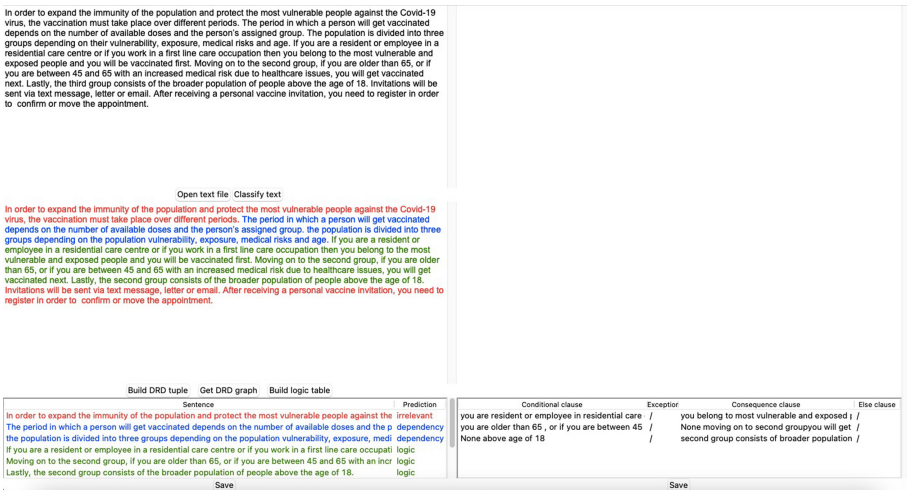 In order to expand the immunity of the population and protect the most vulnerable people against the Covid-19
virus, the vaccination must take place over different periods. The period in which a person will get vaccinated
depends on the number of available doses and the person's assigned group. The population is divided into three
groups depending on their vulnerability, exposure, medical risks and age. If you are a resident or employee in a
residential care centre or if you work in a first line care occupation then you belong to the most vulnerable and
exposed people and you will be vaccinated first. Moving on to the second group, if you are older than 65, or if
you are between 45 and 65 with an increased medical risk due to healthcare issues, you will get vaccinated
next. Lastly, the third group consists of the broader population of people above the age of 18. Invitations will be
sent via text message, letter or email. After receiving a personal vaccine invitation, you need to register in order
to confirm or move the appointment.
Open text file Classify text
In order to expand the immunity of the population and protect the most vulnerable people against the Covid-19
virus, the vaccination must take place over different periods. The period in which a person will get vaccinated
depends on the number of available doses and the person's assigned group. the population is divided into three
groups depending on the population vulnerability, exposure, medical risks and age. If you are a resident or
employee in a residential care centre or if you work in a first line care occupation then you belong to the most
vulnerable and exposed people and you will be vaccinated first. Moving on to the second group, if you are older
than 65, or if you are between 45 and 65 with an increased medical risk due to healthcare issues, you will get
vaccinated next. Lastly, the second group consists of the broader population of people above the age of 18.
Invitations will be sent via text message, letter or email. After receiving a personal vaccine invitation, you need to
register in order to confirm or move the appointment.
Build DRD tuple Get DRD graph Build logic table
Sentence Prediction
In order to expand the immunity of the population and protect the most vulnerable people against the irrelevant
The period in which a person will get vaccinated depends on the number of available doses and the p dependency
the population is divided into three groups depending on the population vulnerability, exposure, medi dependency
If you are a resident or employee in a residential care centre or if you work in a first line care occupati logic
Moving on to the second group, if you are older than 65, or if you are between 45 and 65 with an incr logic
Lastly, the second group consists of the broader population of people above the age of 18. logic
Save
Conditional clause Exception Consequence clause Else clause
you are resident or employee in residential care / you belong to most vulnerable and exposed p /
you are older than 65 , or if you are between 45 / None moving on to second groupyou will get /
None above age of 18 / second group consists of broader population /
Save